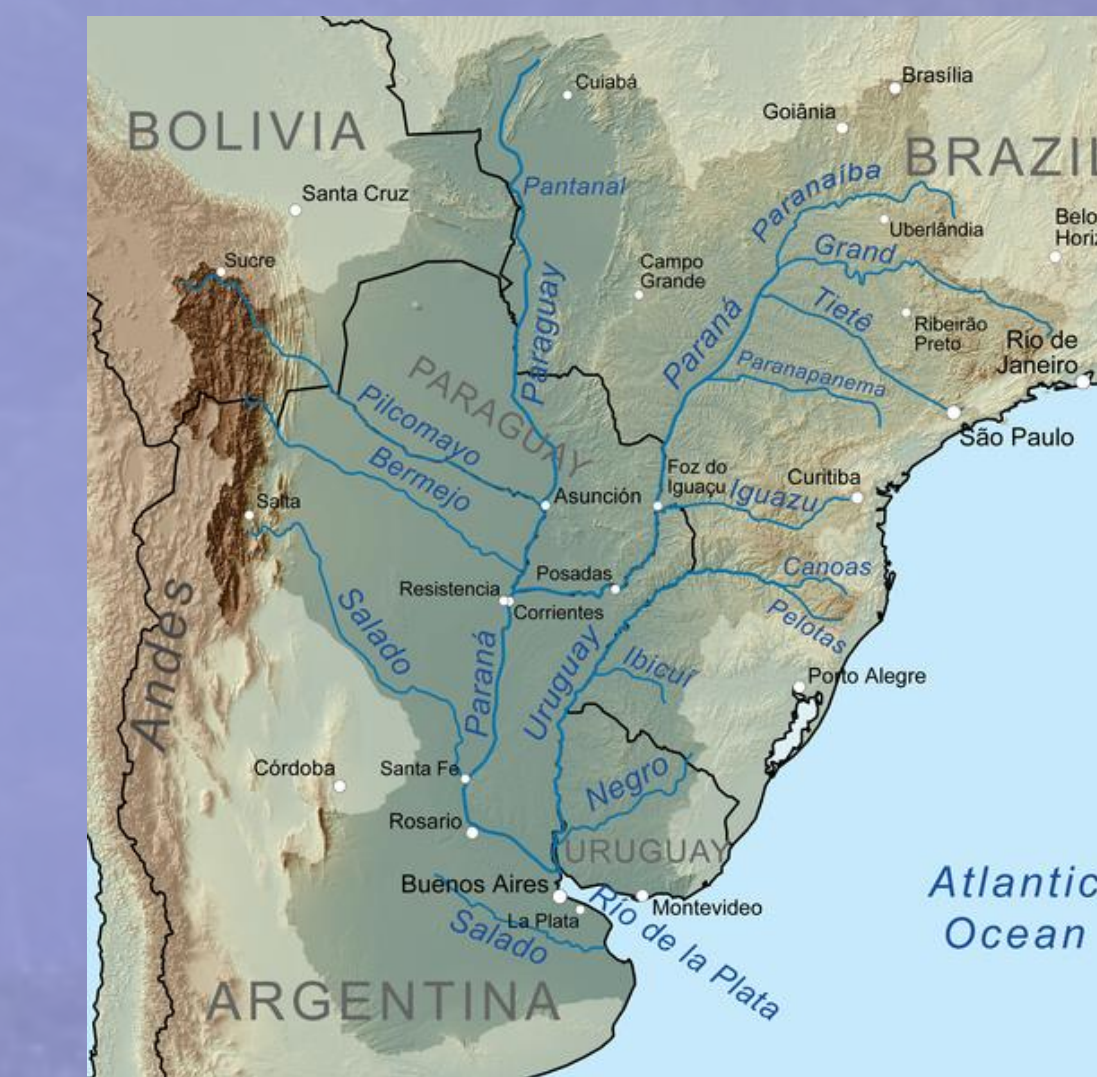 Cuiabá
Brasília
Goiânia
BOLIVIA
BRAZIL
Pantanal
Paranaíba
Santa Cruz
Uberlândia
Belo
Horiz
Grand
Sucre
Campo
Grande
Tietê
Ribeirão
Preto
Río de
Janeiro
Paraguay
Paraná
Paranapanema
PARAGUAY
Pilcomayo
São Paulo
Bermejo
Foz do
Iguaçu
Iguazu
Curitiba
Asunción
Salta
Canoas
Posadas
Resistencia
Corrientes
Pelotas
Andes
Salado
Paraná
Uruguay
Ibicuí
Porto Alegre
Córdoba
Santa Fe
Negro
Rosario
URUGUAY
Buenos Aires
La Plata
Montevideo
Atlantic
Ocean
Salado
Río de la Plata
ARGENTINA